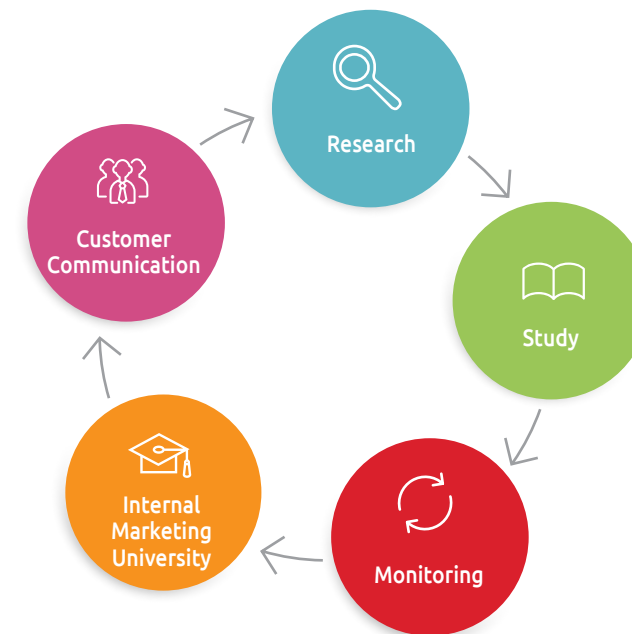 Research
Study
Monitoring
Internal
Marketing
University
Customer
Communication